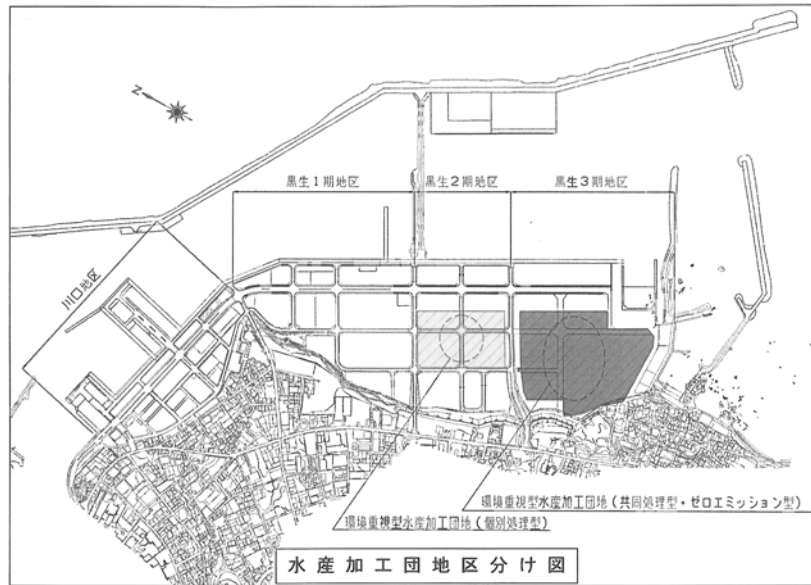 N
黒生1期地区
黒生2期地区
黒生3期地区
川口地区
環境重視型水産加工団地(共同処理型・ゼロエミッション型)
環境重視型水産加工団地(個別処理型)
水産加工団地区分け図